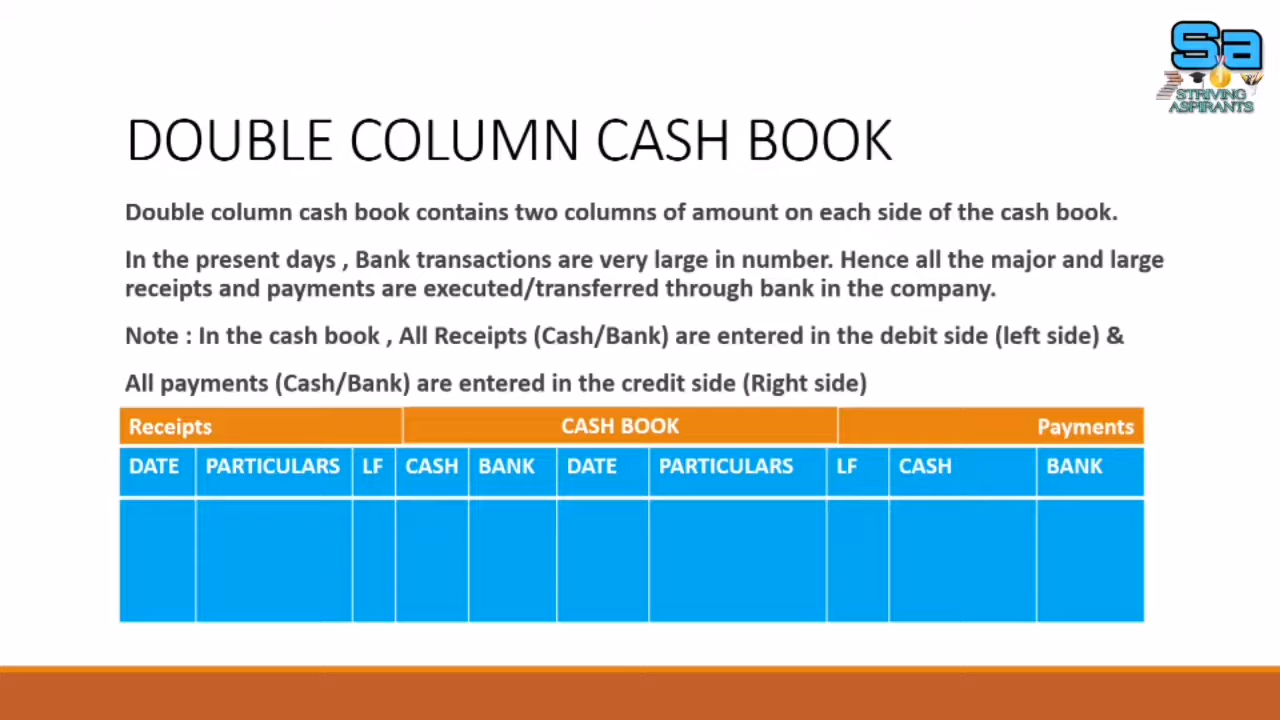 Sa
STRIVING
ASPIRANTS
DOUBLE COLUMN CASH BOOK
Double column cash book contains two columns of amount on each side of the cash book.
In the present days , Bank transactions are very large in number. Hence all the major and large
receipts and payments are executed/transferred through bank in the company.
Note : In the cash book , All Receipts (Cash/Bank) are entered in the debit side (left side) &
All payments (Cash/Bank) are entered in the credit side (Right side)
Receipts CASH BOOK Payments
DATE PARTICULARS LF CASH BANK DATE PARTICULARS LF CASH BANK